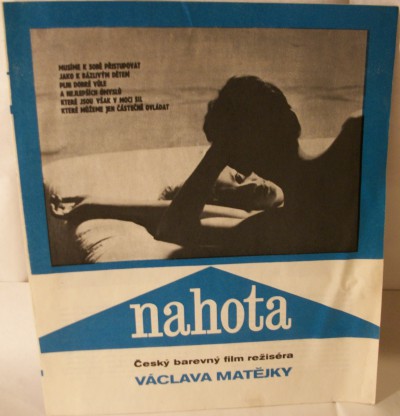 MUSÍME K SOBĚ PŘISTUPOVAT
JAKO K RÁZLIVÝM DĚTEM
PLNI DOBRÉ VŮLE
A NEJLEPŠÍCH ÚMYSLŮ
KTERÉ JSOU VŠAK V MOCI SIL
KTERÉ MŮŽEME JEN ČÁSTEČNĚ OVLÁDAT
nahota
Český barevný film režiséra
VÁCLAVA MATĚJKY